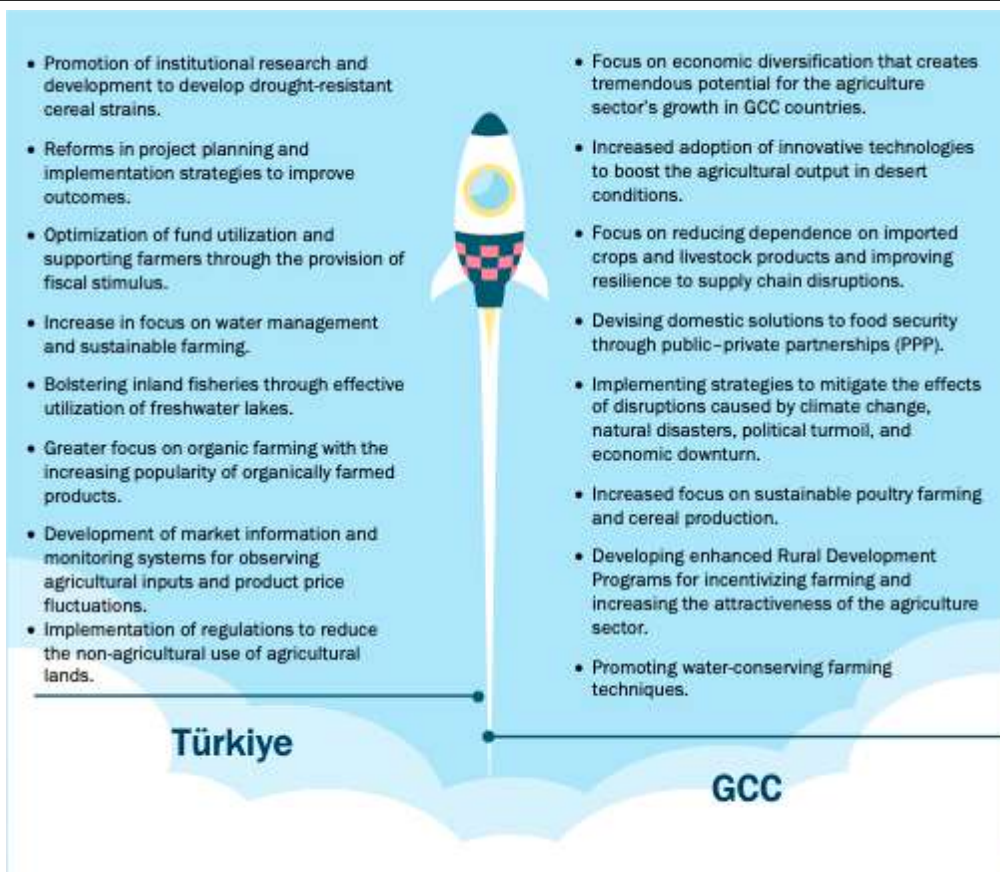 • Promotion of institutional research and
development to develop drought-resistant
cereal strains.
• Reforms in project planning and
implementation strategies to improve
outcomes.
• Optimization of fund utilization and
supporting farmers through the provision of
fiscal stimulus.
• Increase in focus on water management
and sustainable farming.
• Bolstering inland fisheries through effective
utilization of freshwater lakes.
• Greater focus on organic farming with the
increasing popularity of organically farmed
products.
• Development of market information and
monitoring systems for observing
agricultural inputs and product price
fluctuations.
• Implementation of regulations to reduce
the non-agricultural use of agricultural
lands.
Türkiye
• Focus on economic diversification that creates
tremendous potential for the agriculture
sector's growth in GCC countries.
• Increased adoption of innovative technologies
to boost the agricultural output in desert
conditions.
• Focus on reducing dependence on imported
crops and livestock products and improving
resilience to supply chain disruptions.
• Devising domestic solutions to food security
through public–private partnerships (PPP).
• Implementing strategies to mitigate the effects
of disruptions caused by climate change,
natural disasters, political turmoil, and
economic downturn.
• Increased focus on sustainable poultry farming
and cereal production.
• Developing enhanced Rural Development
Programs for incentivizing farming and
increasing the attractiveness of the agriculture
sector.
• Promoting water-conserving farming
techniques.
GCC